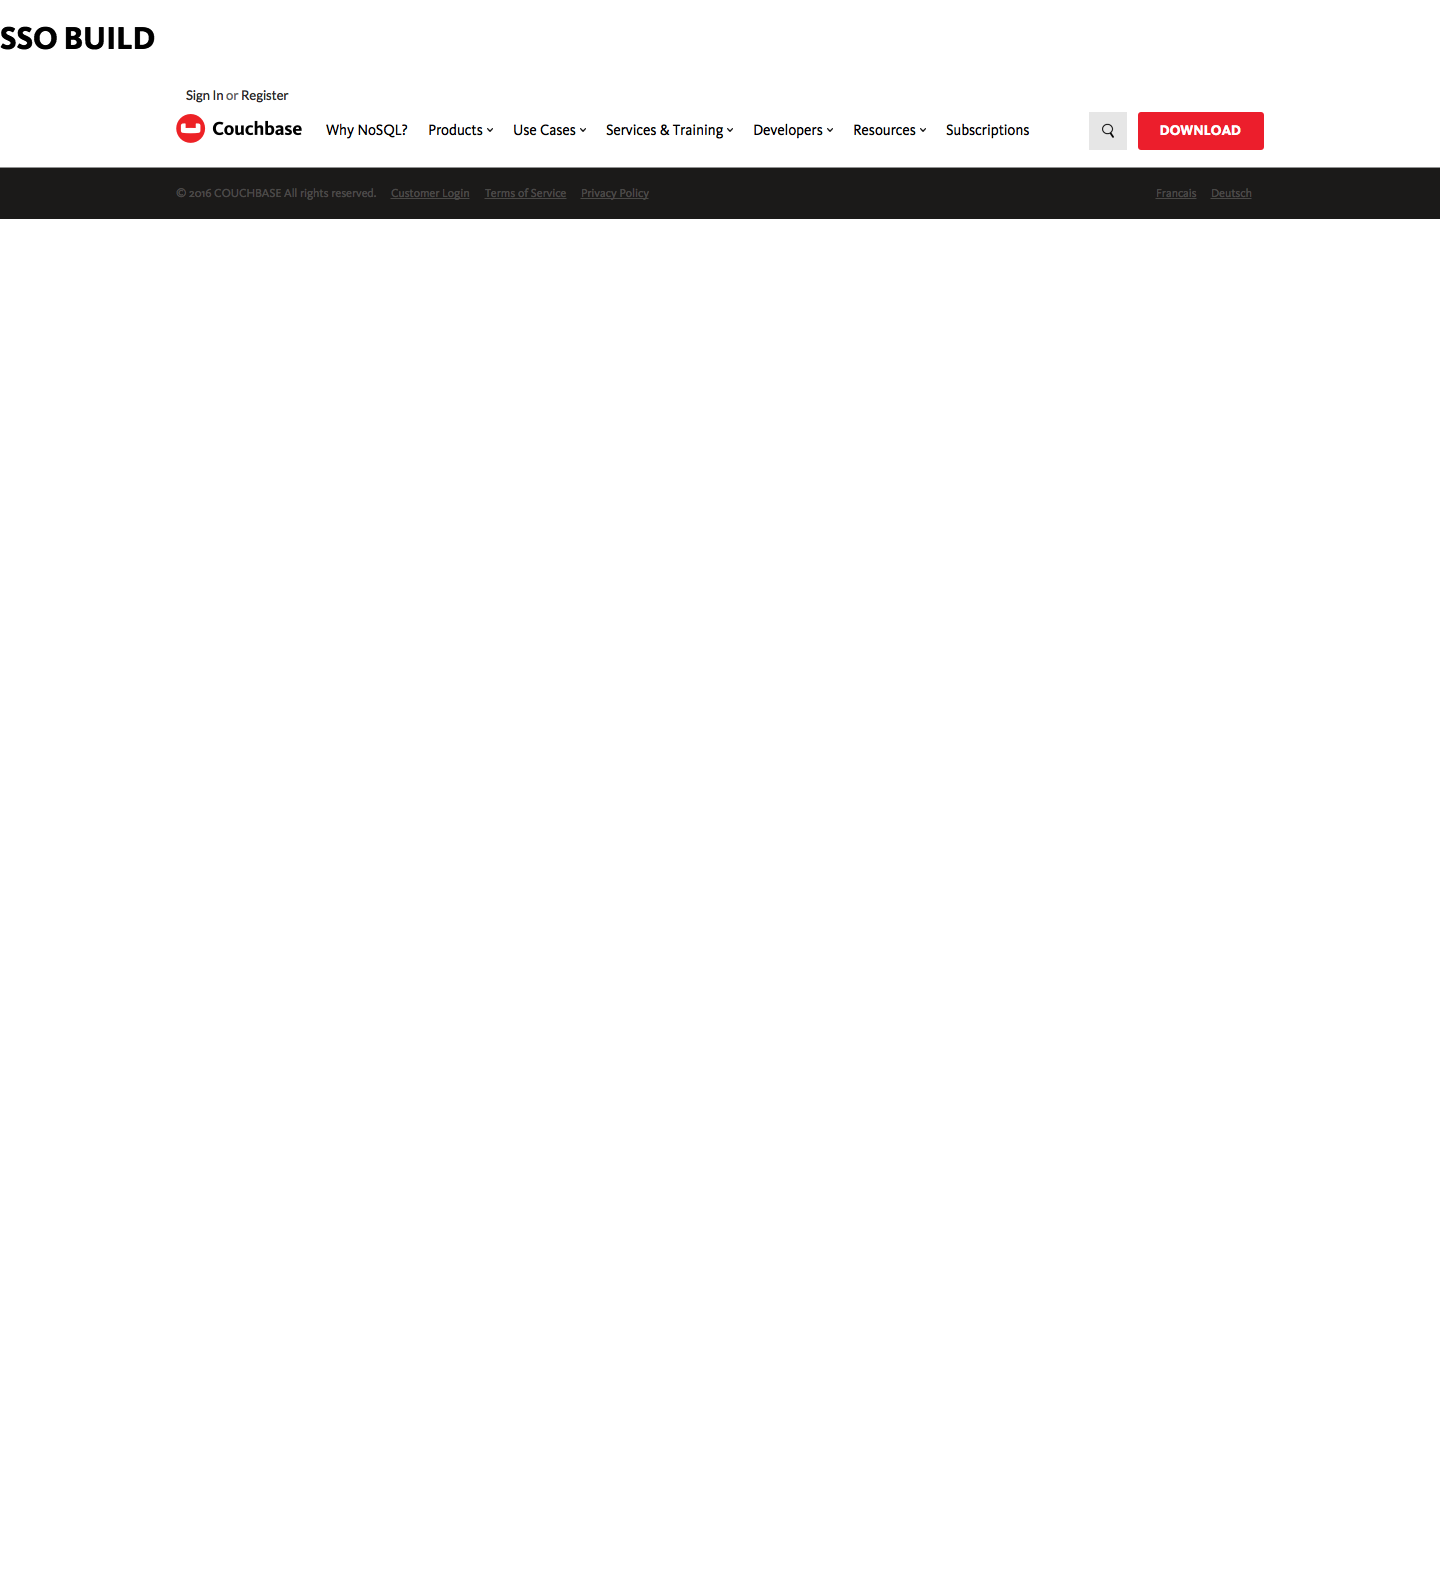 SSO BUILD
Sign In or Register
Couchbase Why NoSQL? Products Use Cases Services & Training Developers Resources Subscriptions DOWNLOAD
© 2016 COUCHBASE All rights reserved. Customer Login Terms of Service Privacy Policy Francais Deutsch